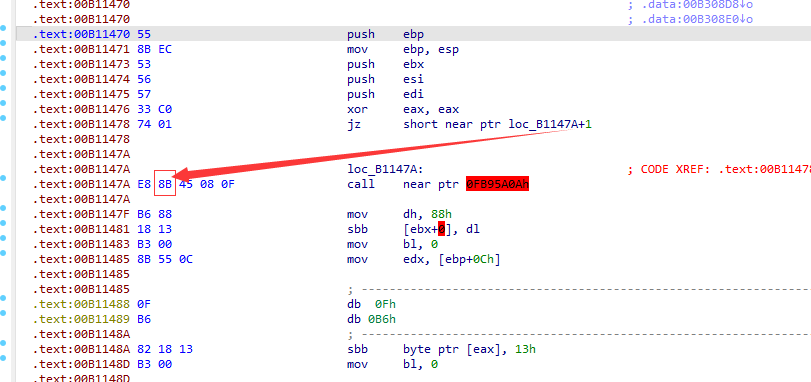 .text:00B11470 ; .data:00B308D8↓o
.text:00B11470 ; .data:00B308E0↓o
.text:00B11470 55 push ebp
.text:00B11471 8B EC mov ebp, esp
.text:00B11473 53 push ebx
.text:00B11474 56 push esi
.text:00B11475 57 push edi
.text:00B11476 33 C0 xor eax, eax
.text:00B11478 74 01 jz short near ptr loc_B1147A+1
.text:00B11478
.text:00B1147A
.text:00B1147A loc_B1147A: ; CODE XREF: .text:00B11478
.text:00B1147A E8 8B 45 08 0F call near ptr 0FB95A0Ah
.text:00B1147A
.text:00B1147F B6 88 mov dh, 88h
.text:00B11481 18 13 sbb [ebx+0], dl
.text:00B11483 B3 00 mov bl, 0
.text:00B11485 8B 55 0C mov edx, [ebp+0Ch]
.text:00B11485
.text:00B11485 ; ---------------------------------------------------------------
.text:00B11488 0F db 0Fh
.text:00B11489 B6 db 0B6h
.text:00B1148A ; ---------------------------------------------------------------
.text:00B1148A 82 18 13 sbb byte ptr [eax], 13h
.text:00B1148D B3 00 mov bl, 0
.text:00B1148D